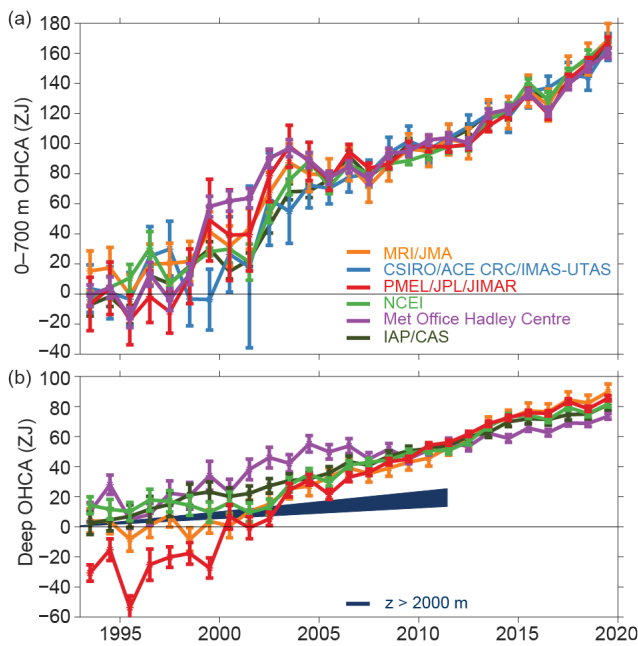 (a)
180
160
140
120
100
80
60
40
20
0
−20
−40
0–700 m OHCA (ZJ)
MRI/JMA
CSIRO/ACE CRC/IMAS-UTAS
PMEL/JPL/JIMAR
NCEI
Met Office Hadley Centre
IAP/CAS
(b)
100
80
60
40
20
0
−20
−40
−60
Deep OHCA (ZJ)
z > 2000 m
1995 2000 2005 2010 2015 2020